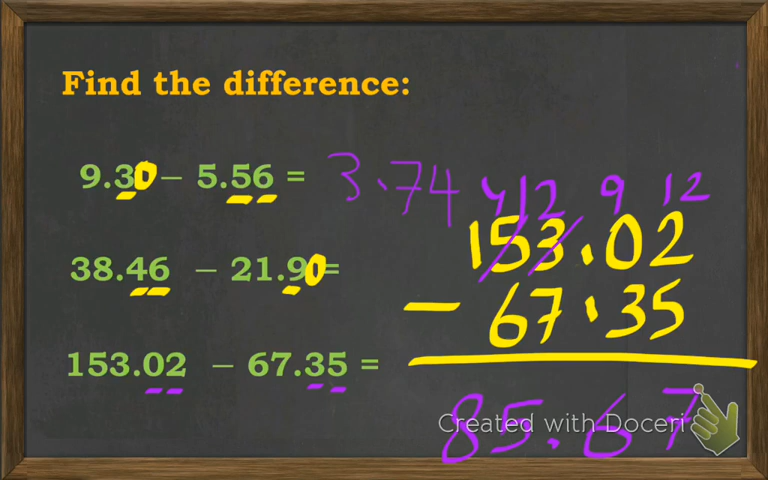 Find the difference:
9.30 – 5.56 = 3.74
38.46 – 21.90 =
153.02 – 67.35 =
4 12 9 12
153.02
– 67.35
85.67
Created with Doceri